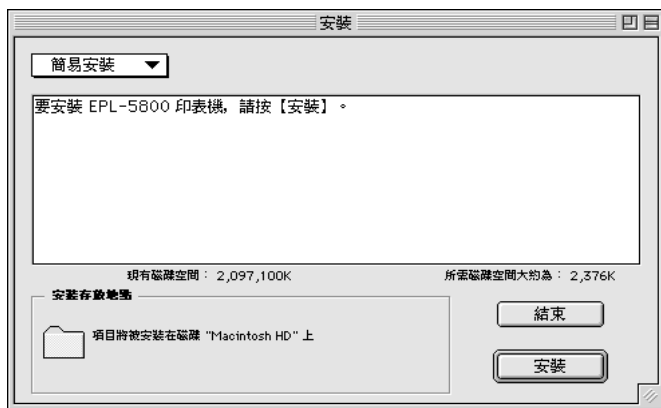 安裝
簡易安裝
要安裝 EPL-5800 印表機，請按【安裝】。
現有磁碟空間： 2,097,100K
所需磁碟空間大約為： 2,376K
安裝存放地點
項目將被安裝在磁碟 "Macintosh HD" 上
結束
安裝